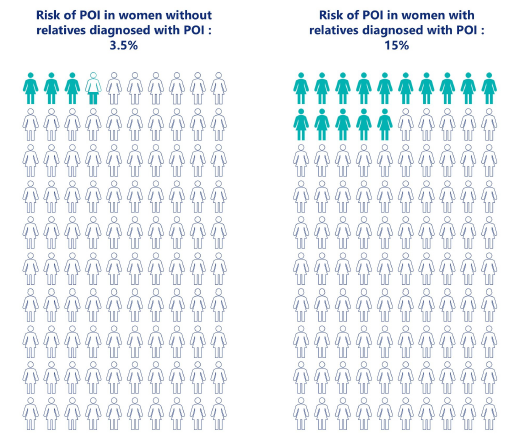 Risk of POI in women without
relatives diagnosed with POI :
3.5%
Risk of POI in women with
relatives diagnosed with POI :
15%